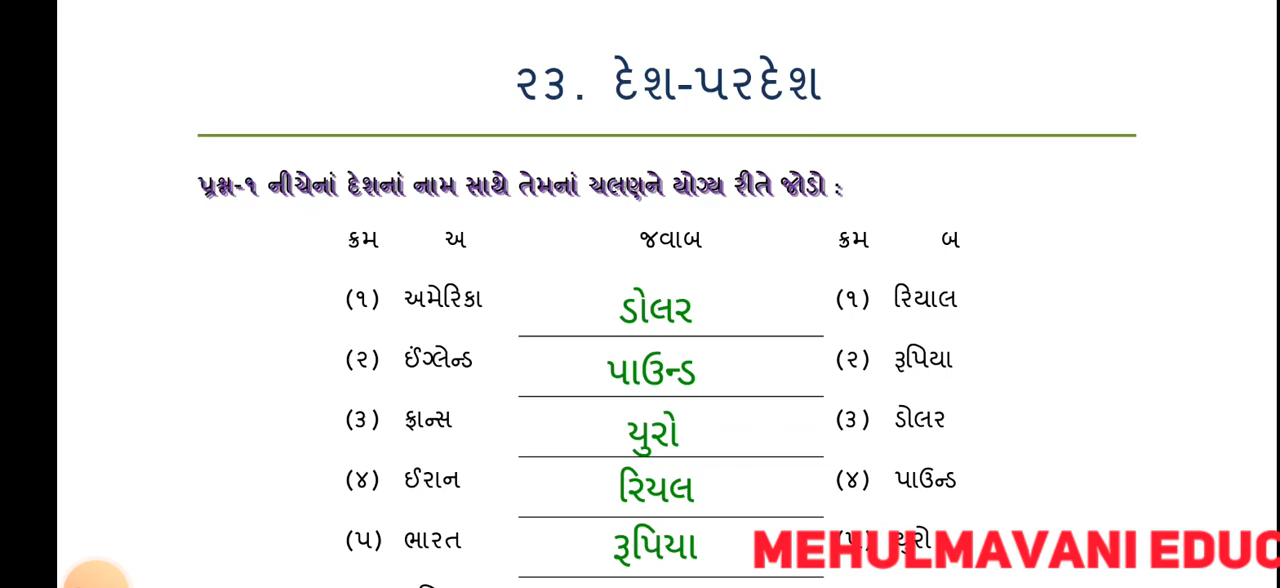 ૨૩. દેશ-પરદેશ
પ્રશ્ન-૧ નીચેનાં દેશનાં નામ સાથે તેમનાં ચલણને યોગ્ય રીતે જોડો :
ક્રમ અ જવાબ ક્રમ બ
(૧) અમેરિકા ડોલર (૧) રિયાલ
(૨) ઈંગ્લેન્ડ પાઉન્ડ (૨) રૂપિયા
(૩) ફ્રાન્સ યુરો (૩) ડોલર
(૪) ઈરાન રિયલ (૪) પાઉન્ડ
(૫) ભારત રૂપિયા (૫) યુરો
MEHULMAVANI EDUC